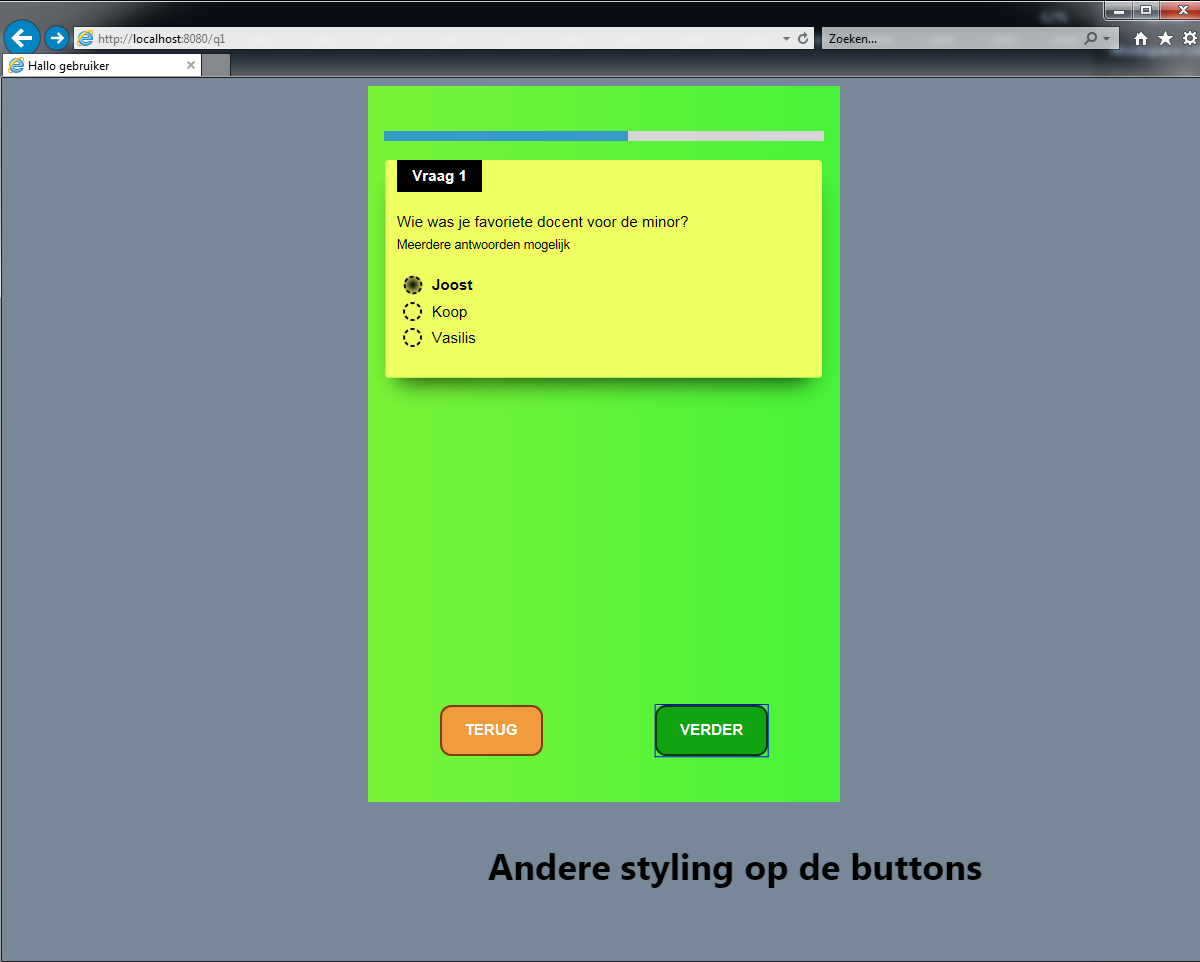 http://localhost:8080/q1
Zoeken...
Hallo gebruiker
Vraag 1
Wie was je favoriete docent voor de minor?
Meerdere antwoorden mogelijk
Joost
Koop
Vasilis
TERUG
VERDER
Andere styling op de buttons